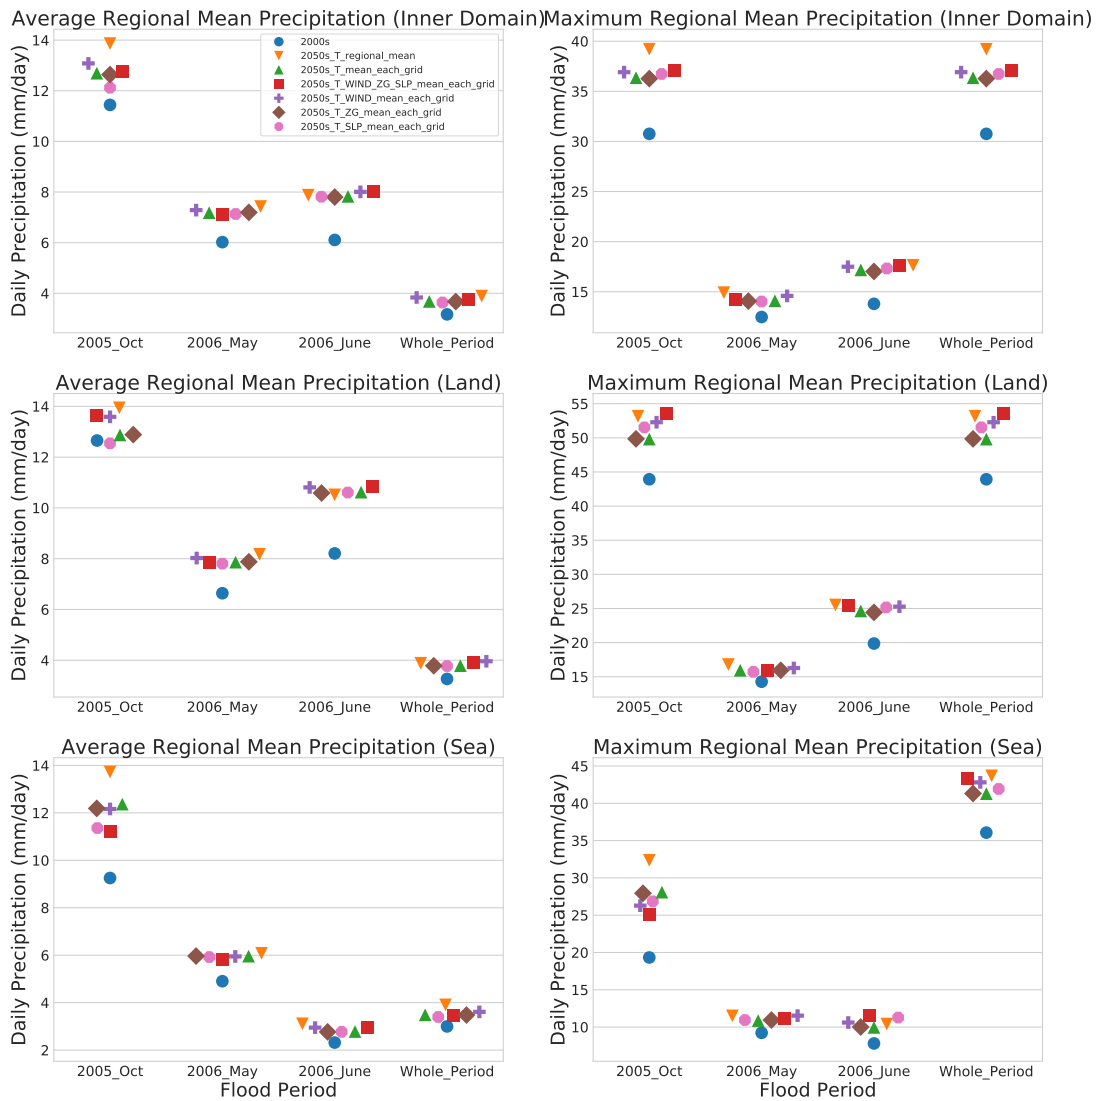 Average Regional Mean Precipitation (Inner Domain)
Daily Precipitation (mm/day)
14
12
10
8
6
4
2000s
2050s_T_regional_mean
2050s_T_mean_each_grid
2050s_T_WIND_ZG_SLP_mean_each_grid
2050s_T_WIND_mean_each_grid
2050s_T_ZG_mean_each_grid
2050s_T_SLP_mean_each_grid
2005_Oct 2006_May 2006_June Whole_Period
Maximum Regional Mean Precipitation (Inner Domain)
Daily Precipitation (mm/day)
40
35
30
25
20
15
2005_Oct 2006_May 2006_June Whole_Period
Average Regional Mean Precipitation (Land)
Daily Precipitation (mm/day)
14
12
10
8
6
4
2005_Oct 2006_May 2006_June Whole_Period
Maximum Regional Mean Precipitation (Land)
Daily Precipitation (mm/day)
55
50
45
40
35
30
25
20
15
2005_Oct 2006_May 2006_June Whole_Period
Average Regional Mean Precipitation (Sea)
Daily Precipitation (mm/day)
14
12
10
8
6
4
2
2005_Oct 2006_May 2006_June Whole_Period
Flood Period
Maximum Regional Mean Precipitation (Sea)
Daily Precipitation (mm/day)
45
40
35
30
25
20
15
10
2005_Oct 2006_May 2006_June Whole_Period
Flood Period